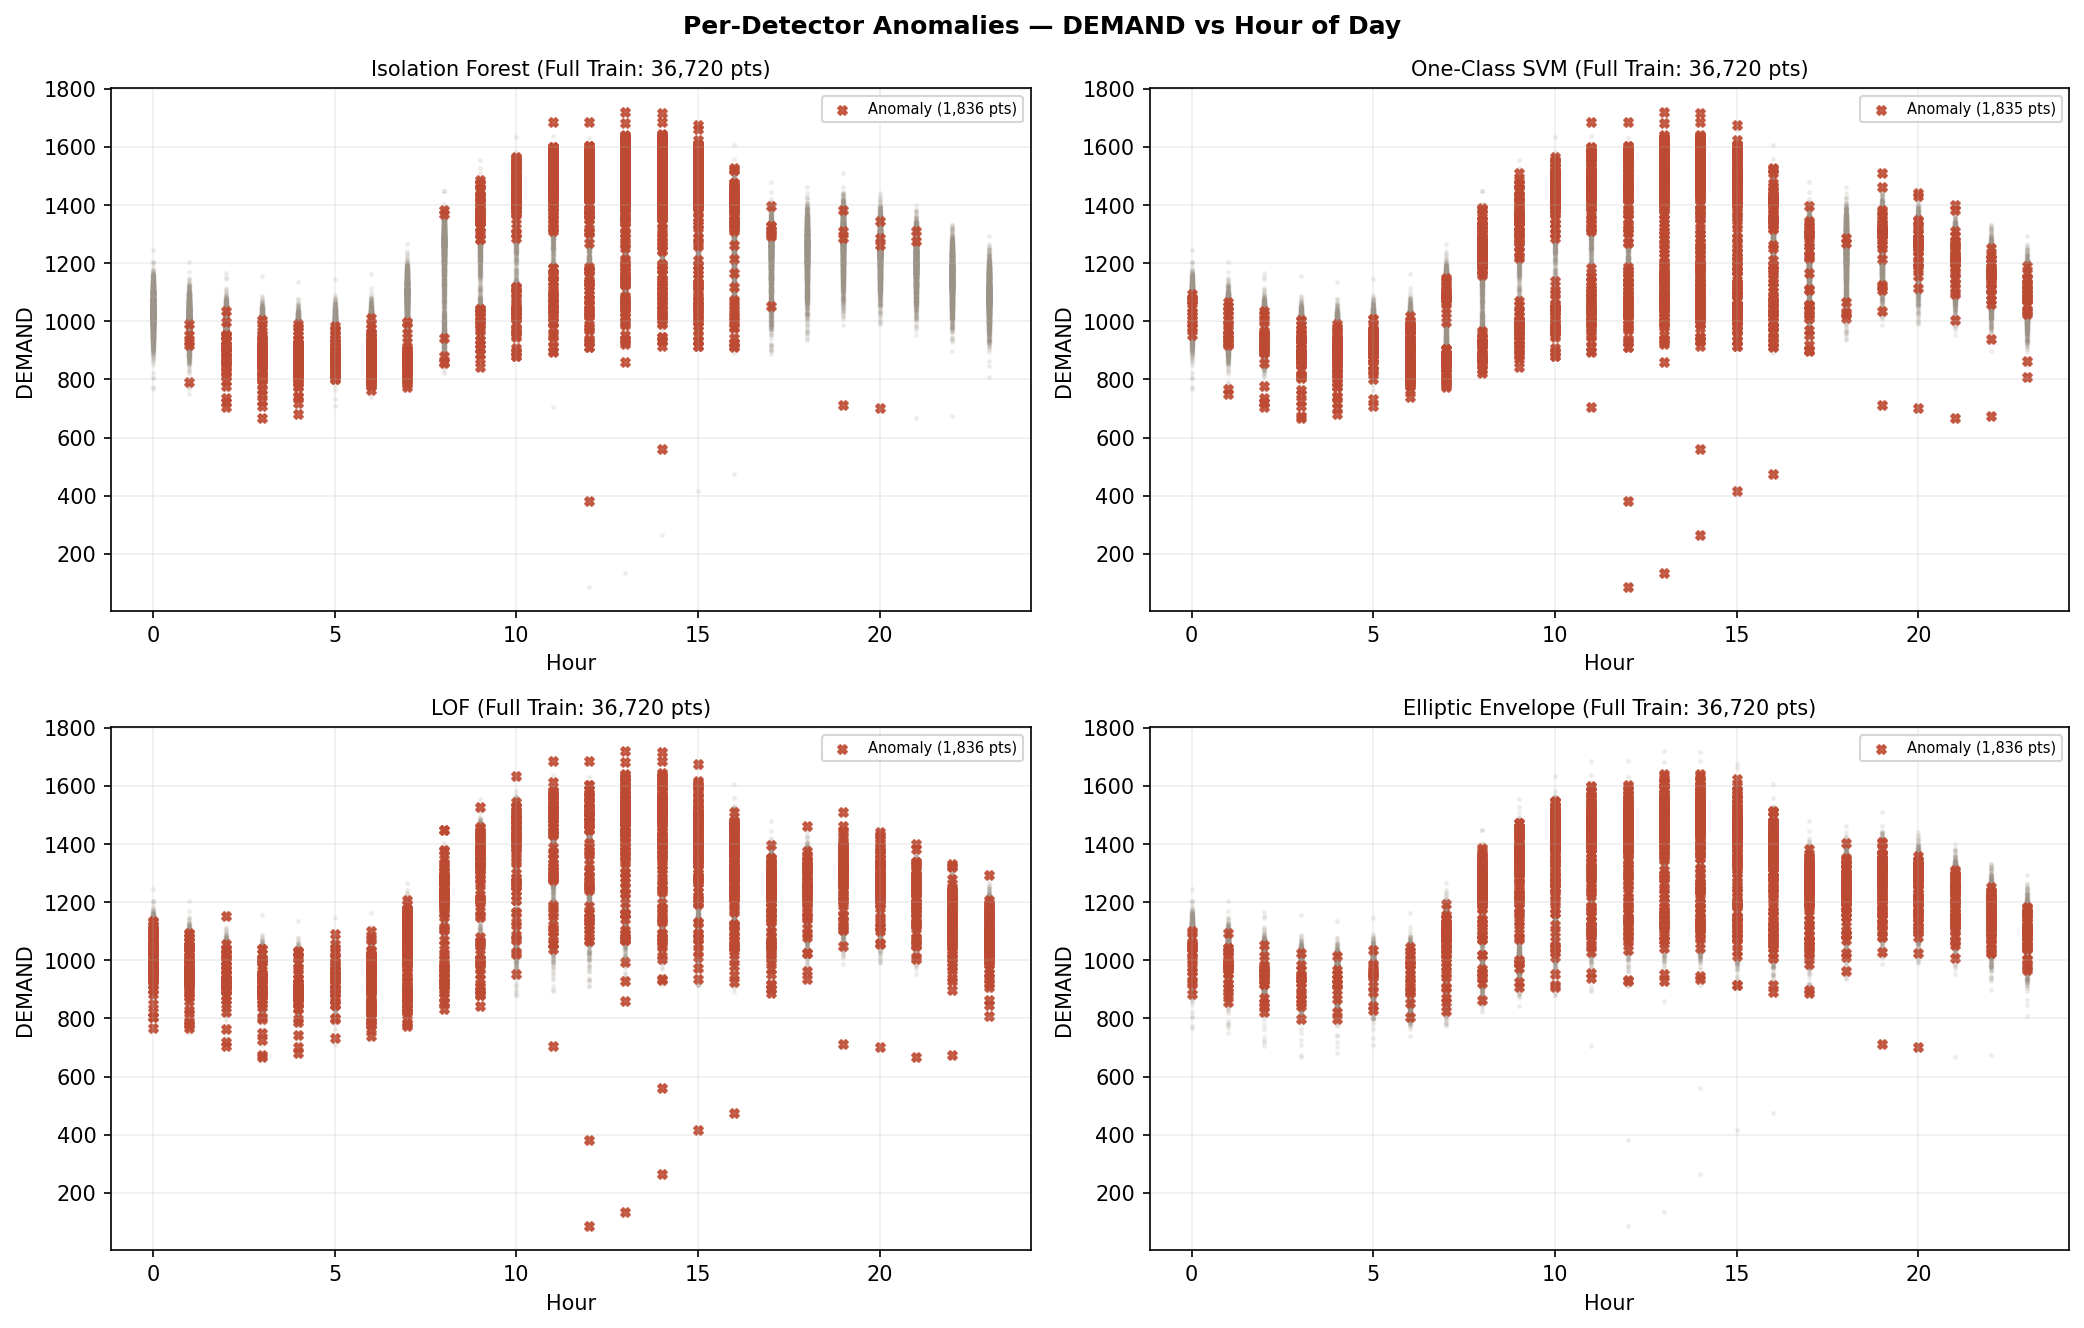 Per-Detector Anomalies — DEMAND vs Hour of Day
Isolation Forest (Full Train: 36,720 pts)
Anomaly (1,836 pts)
DEMAND
1800
1600
1400
1200
1000
800
600
400
200
0 5 10 15 20
Hour
One-Class SVM (Full Train: 36,720 pts)
Anomaly (1,835 pts)
DEMAND
1800
1600
1400
1200
1000
800
600
400
200
0 5 10 15 20
Hour
LOF (Full Train: 36,720 pts)
Anomaly (1,836 pts)
DEMAND
1800
1600
1400
1200
1000
800
600
400
200
0 5 10 15 20
Hour
Elliptic Envelope (Full Train: 36,720 pts)
Anomaly (1,836 pts)
DEMAND
1800
1600
1400
1200
1000
800
600
400
200
0 5 10 15 20
Hour